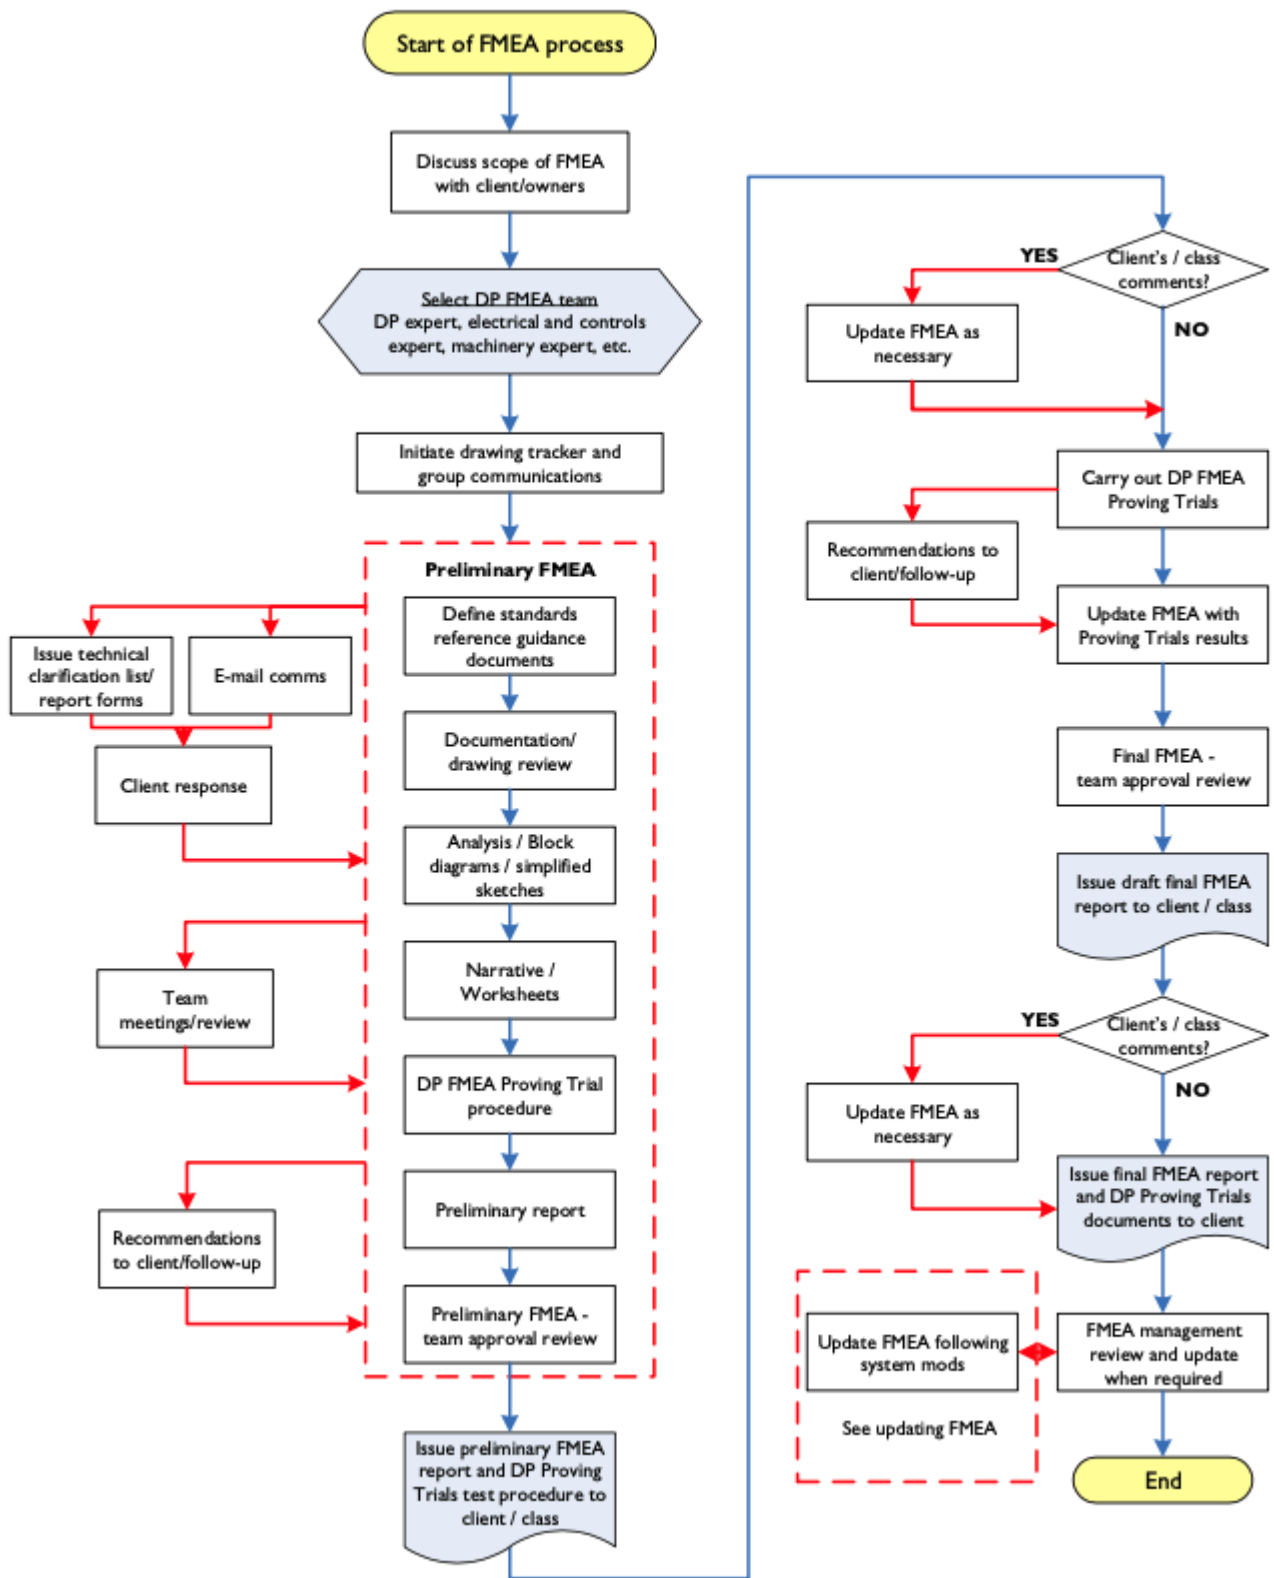 Start of FMEA process
Discuss scope of FMEA
with client/owners
Select DP FMEA team
DP expert, electrical and controls
expert, machinery expert, etc.
Initiate drawing tracker and
group communications
Preliminary FMEA
Define standards
reference guidance
documents
Issue technical
clarification list/
report forms
E-mail comms
Client response
Documentation/
drawing review
Analysis / Block
diagrams / simplified
sketches
Team
meetings/review
Narrative /
Worksheets
DP FMEA Proving Trial
procedure
Recommendations
to client/follow-up
Preliminary report
Preliminary FMEA -
team approval review
Issue preliminary FMEA
report and DP Proving
Trials test procedure to
client / class
Client's / class
comments?
YES
NO
Update FMEA as
necessary
Carry out DP FMEA
Proving Trials
Recommendations to
client/follow-up
Update FMEA with
Proving Trials results
Final FMEA -
team approval review
Issue draft final FMEA
report to client / class
Client's / class
comments?
YES
NO
Update FMEA as
necessary
Issue final FMEA report
and DP Proving Trials
documents to client
Update FMEA following
system mods
See updating FMEA
FMEA management
review and update
when required
End